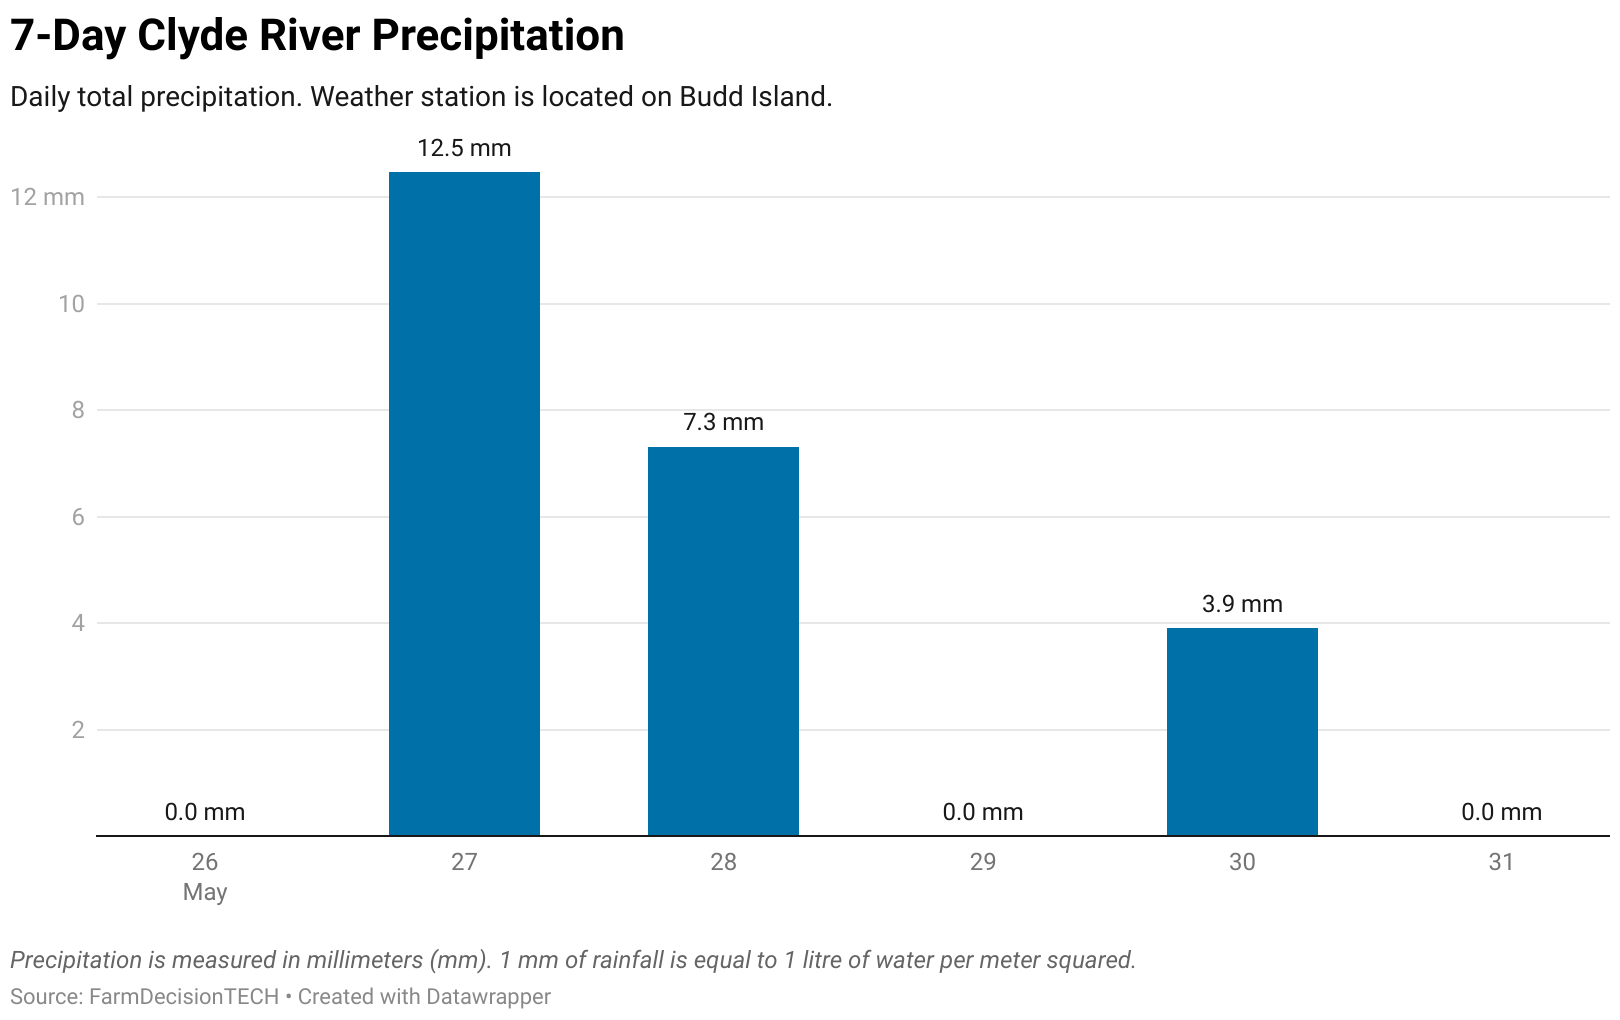 7-Day Clyde River Precipitation
Daily total precipitation. Weather station is located on Budd Island.
12.5 mm
12 mm
10
8
7.3 mm
6
4
3.9 mm
2
0.0 mm
0.0 mm
0.0 mm
26
27
28
29
30
31
May
Precipitation is measured in millimeters (mm). 1 mm of rainfall is equal to 1 litre of water per meter squared.
Source: FarmDecisionTECH • Created with Datawrapper